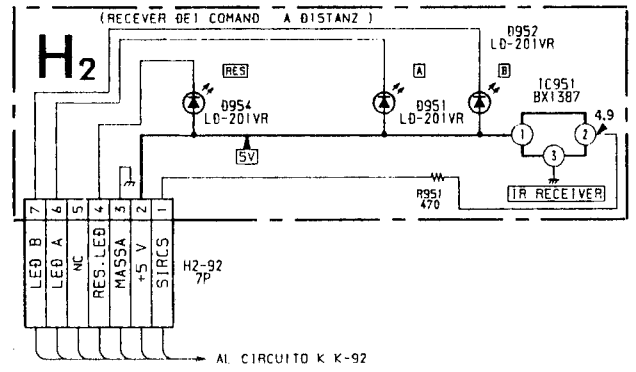 (RECEVER DEI COMAND A DISTANZ)
H2
D952
LD-201VR
RES
A
B
IC951
BX1387
D954
LD-201VR
D951
LD-201VR
4.9
1
2
3
5V
R951
470
IR RECEIVER
7 6 5 4 3 2 1
LED B
LED A
NC
RES.LED
MASSA
+5 V
SIRCS
H2-92
7P
AL CIRCUITO K K-92